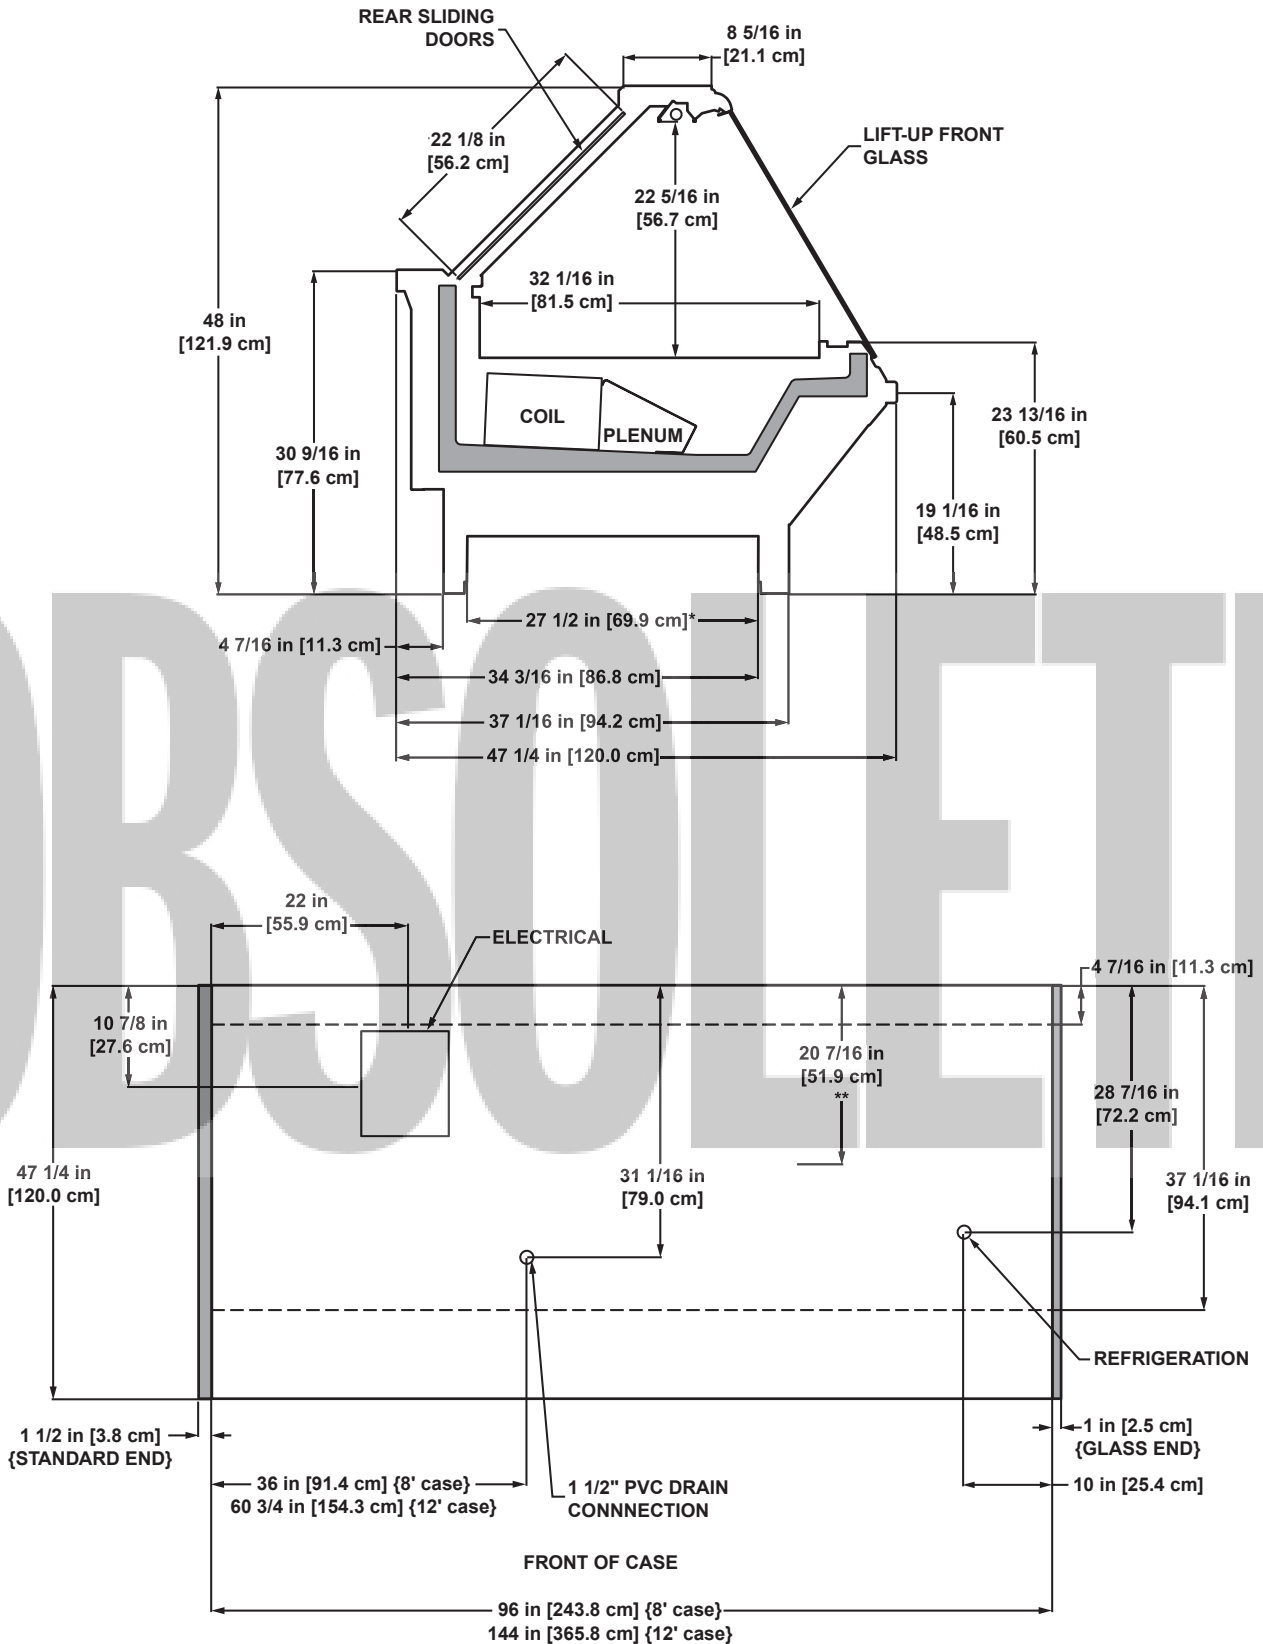 REAR SLIDING
DOORS
8 5/16 in
[21.1 cm]
22 1/8 in
[56.2 cm]
LIFT-UP FRONT
GLASS
22 5/16 in
[56.7 cm]
32 1/16 in
[81.5 cm]
48 in
[121.9 cm]
COIL
PLENUM
23 13/16 in
[60.5 cm]
30 9/16 in
[77.6 cm]
19 1/16 in
[48.5 cm]
27 1/2 in [69.9 cm]*
4 7/16 in [11.3 cm]
34 3/16 in [86.8 cm]
37 1/16 in [94.2 cm]
47 1/4 in [120.0 cm]
OBSOLETE
22 in
[55.9 cm]
ELECTRICAL
4 7/16 in [11.3 cm]
10 7/8 in
[27.6 cm]
20 7/16 in
[51.9 cm]
**
28 7/16 in
[72.2 cm]
47 1/4 in
[120.0 cm]
31 1/16 in
[79.0 cm]
37 1/16 in
[94.1 cm]
REFRIGERATION
1 1/2 in [3.8 cm]
{STANDARD END}
1 in [2.5 cm]
{GLASS END}
36 in [91.4 cm] {8' case}
60 3/4 in [154.3 cm] {12' case}
1 1/2" PVC DRAIN
CONNNECTION
10 in [25.4 cm]
FRONT OF CASE
96 in [243.8 cm] {8' case}
144 in [365.8 cm] {12' case}